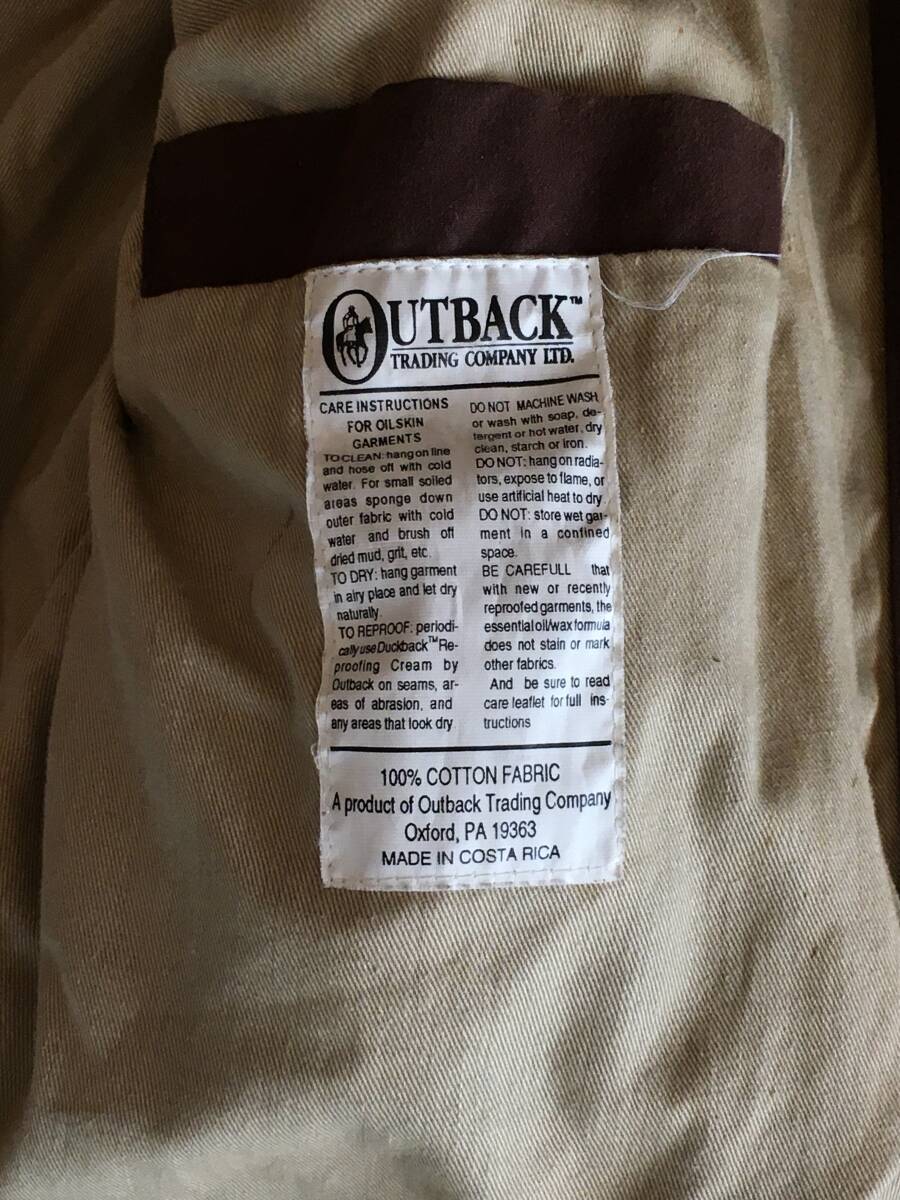 OUTBACK™
TRADING COMPANY LTD.
CARE INSTRUCTIONS
FOR OILSKIN
GARMENTS
TO CLEAN: hang on line
and hose off with cold
water. For small soiled
areas sponge down
outer fabric with cold
water and brush off
dried mud, grit, etc.
TO DRY: hang garment
in airy place and let dry
naturally.
TO REPROOF: periodi-
cally use Duckback™ Re-
proofing Cream by
Outback on seams, ar-
eas of abrasion, and
any areas that look dry.
DO NOT MACHINE WASH
or wash with soap, de-
tergent or hot water, dry
clean, starch or iron.
DO NOT: hang on radia-
tors, expose to flame, or
use artificial heat to dry.
DO NOT: store wet gar-
ment in a confined
space.
BE CAREFULL that
with new or recently
reproofed garments, the
essential oil/wax formula
does not stain or mark
other fabrics.
And be sure to read
care leaflet for full ins-
tructions
100% COTTON FABRIC
A product of Outback Trading Company
Oxford, PA 19363
MADE IN COSTA RICA